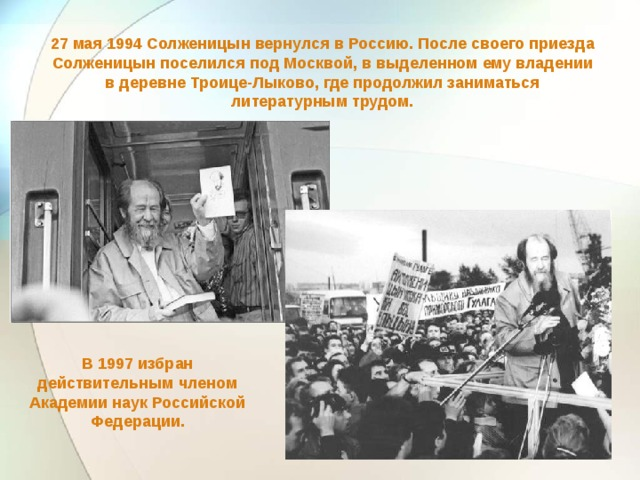 27 мая 1994 Солженицын вернулся в Россию. После своего приезда
Солженицын поселился под Москвой, в выделенном ему владении
в деревне Троице-Лыково, где продолжил заниматься
литературным трудом.
ГУЛАГА
В 1997 избран
действительным членом
Академии наук Российской
Федерации.